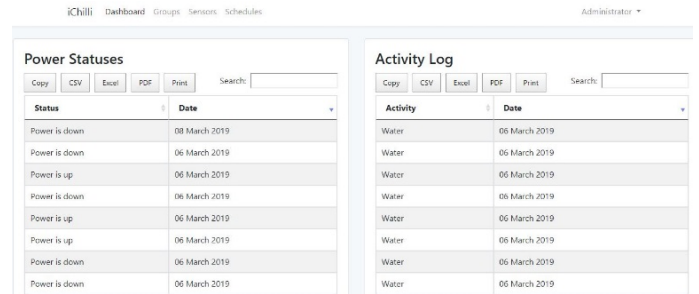 iChilli Dashboard Groups Sensors Schedules Administrator
Power Statuses
Copy CSV Excel PDF Print Search:
Status Date
Power is down 08 March 2019
Power is down 06 March 2019
Power is up 06 March 2019
Power is down 06 March 2019
Power is up 06 March 2019
Power is up 06 March 2019
Power is down 06 March 2019
Power is down 06 March 2019
Activity Log
Copy CSV Excel PDF Print Search:
Activity Date
Water 06 March 2019
Water 06 March 2019
Water 06 March 2019
Water 06 March 2019
Water 06 March 2019
Water 06 March 2019
Water 06 March 2019
Water 06 March 2019